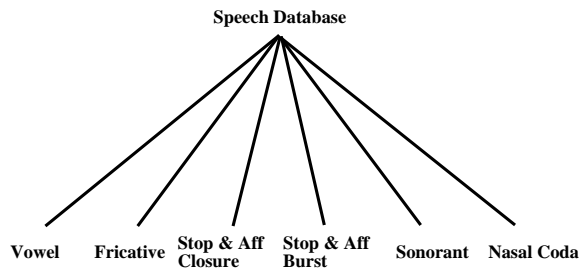 Speech Database
Vowel
Fricative
Stop & Aff
Closure
Stop & Aff
Burst
Sonorant
Nasal Coda